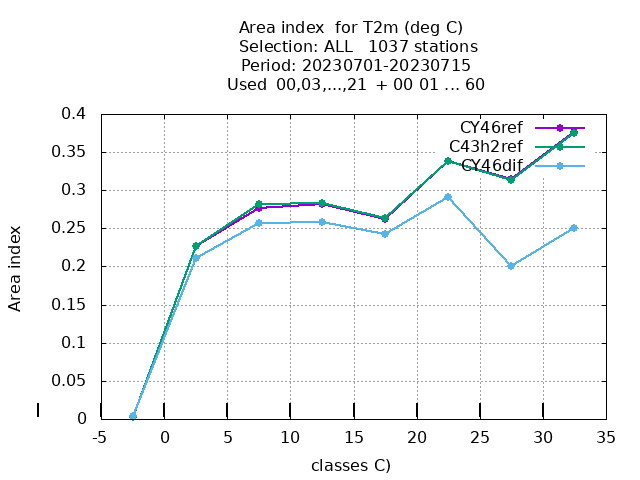 Area index  for T2m (deg C)
Selection: ALL   1037 stations
Period: 20230701-20230715
Used  00,03,...,21  + 00 01 ... 60
CY46ref
C43h2ref
CY46dif
0.4
0.35
0.3
0.25
0.2
0.15
0.1
0.05
0
Area index
-5
0
5
10
15
20
25
30
35
classes C)